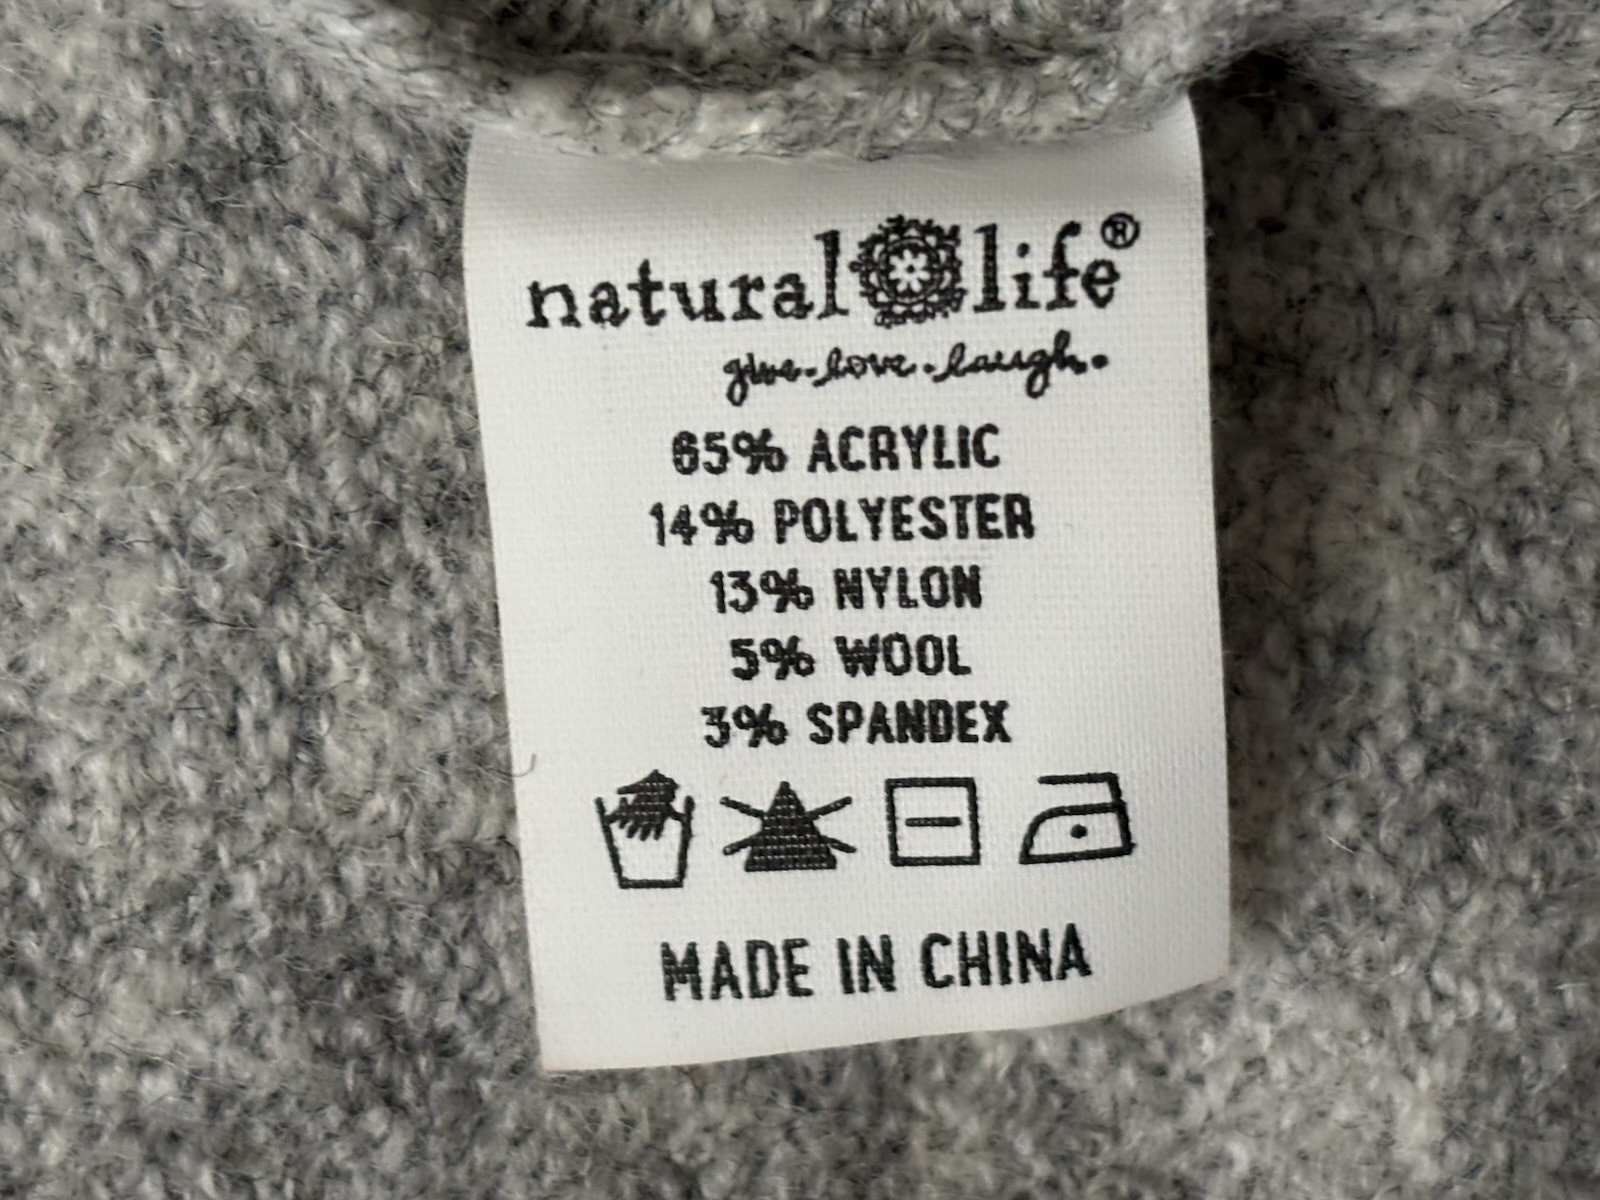 natural life®
give.love.laugh.
65% ACRYLIC
14% POLYESTER
13% NYLON
5% WOOL
3% SPANDEX
MADE IN CHINA